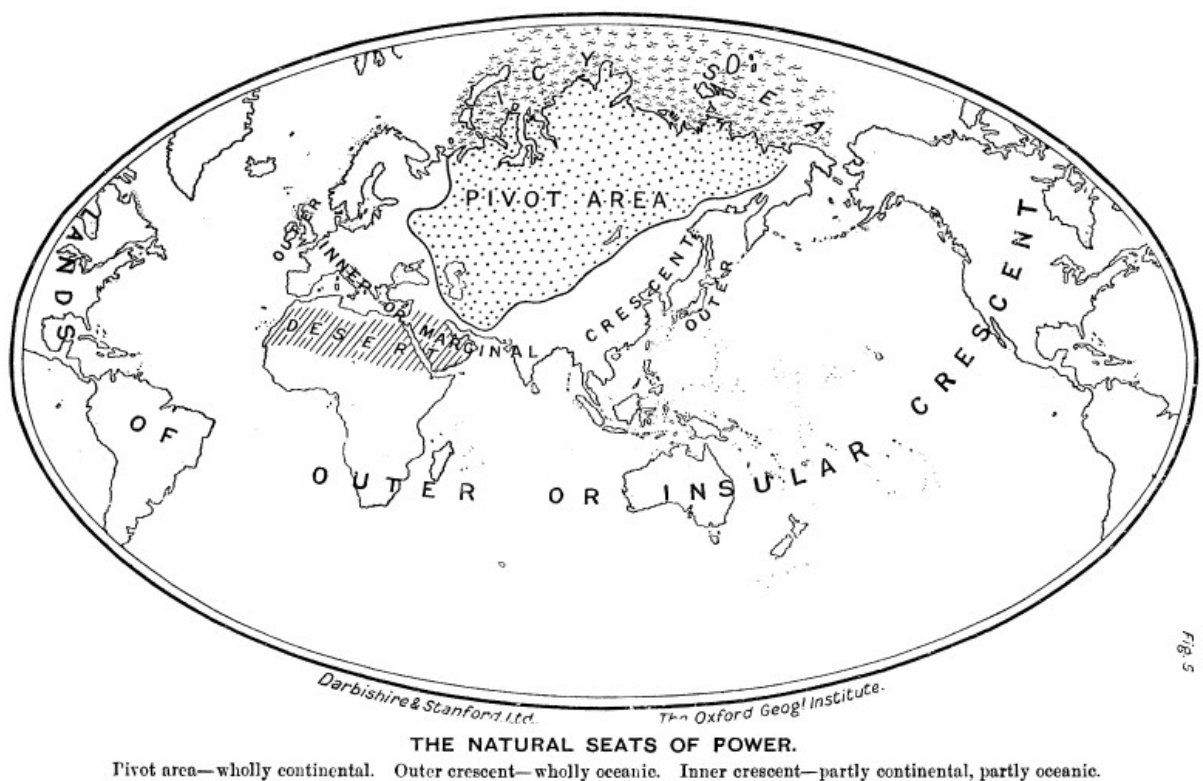 ICY SEA
PIVOT AREA
OUTER
INNER OR MARGINAL CRESCENT
OUTER
DESERT
LANDS OF OUTER OR INSULAR CRESCENT
Darbishire & Stanford, Ltd.
The Oxford Geog! Institute.
Fig. 5
THE NATURAL SEATS OF POWER.
Pivot area—wholly continental. Outer crescent—wholly oceanic. Inner crescent—partly continental, partly oceanic.